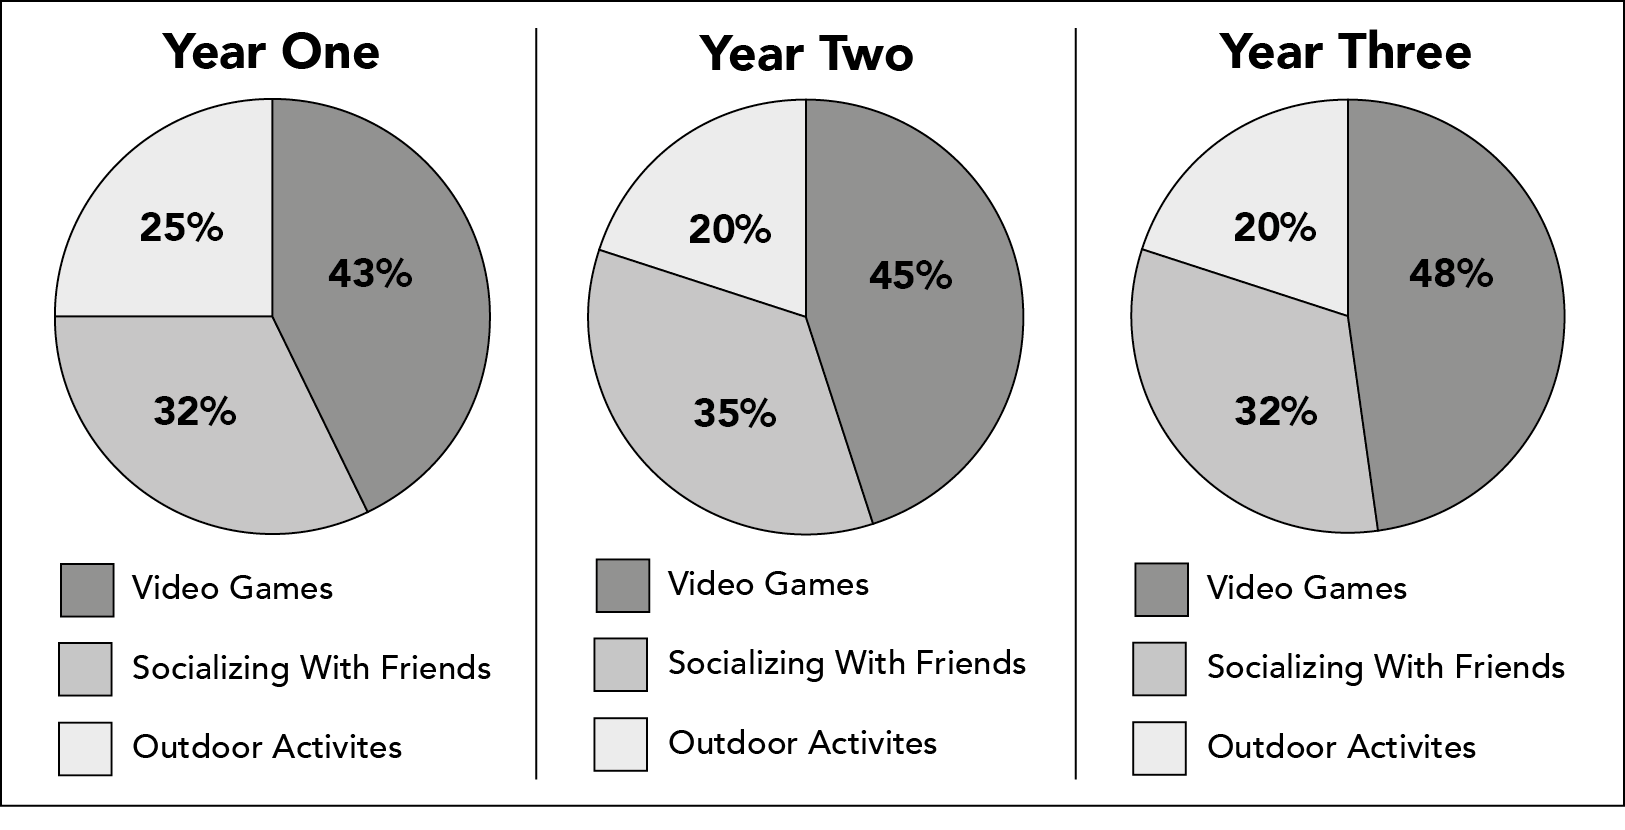 Year One
25%
43%
32%
Video Games
Socializing With Friends
Outdoor Activites
Year Two
20%
45%
35%
Video Games
Socializing With Friends
Outdoor Activites
Year Three
20%
48%
32%
Video Games
Socializing With Friends
Outdoor Activites